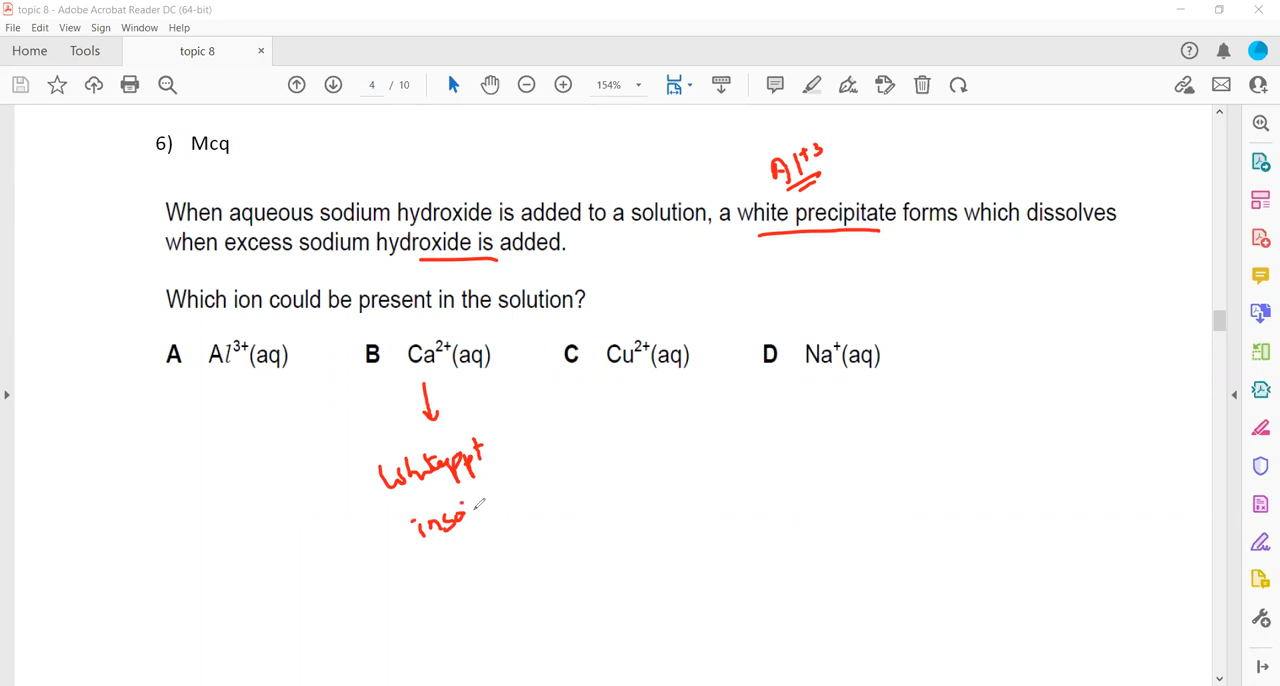 topic 8 - Adobe Acrobat Reader DC (64-bit)
File Edit View Sign Window Help
Home Tools topic 8 ×
4 / 10 154%
6) Mcq
Al+3
When aqueous sodium hydroxide is added to a solution, a white precipitate forms which dissolves
when excess sodium hydroxide is added.
Which ion could be present in the solution?
A Al3+(aq) B Ca2+(aq) C Cu2+(aq) D Na+(aq)
white ppt
inso